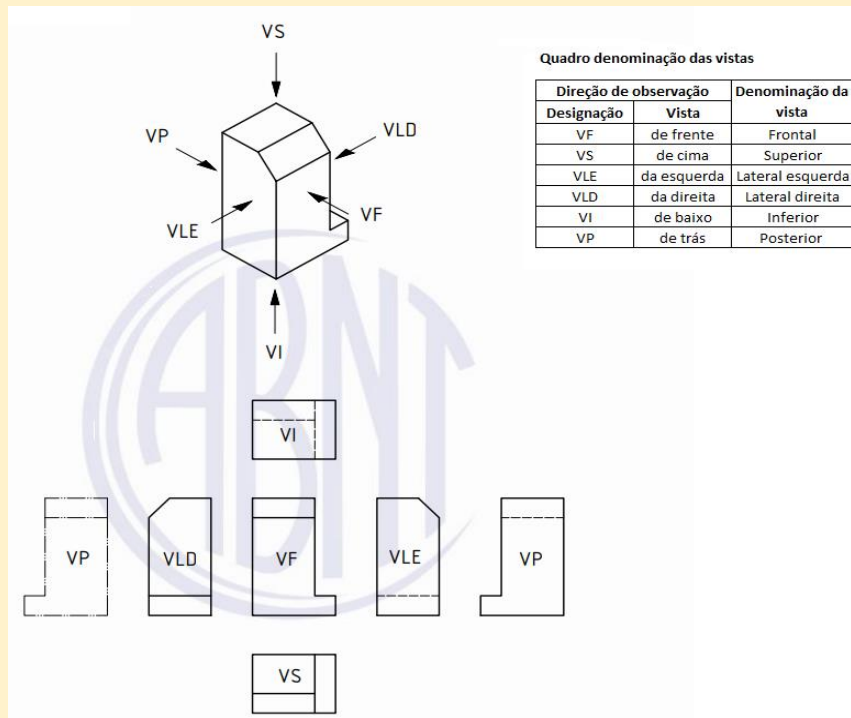 VS
VP
VLD
VLE
VF
VI
Quadro denominação das vistas
Direção de observação Denominação da vista
Designação Vista
VF de frente Frontal
VS de cima Superior
VLE da esquerda Lateral esquerda
VLD da direita Lateral direita
VI de baixo Inferior
VP de trás Posterior
ABNT
VI
VP VLD VF VLE VP
VS